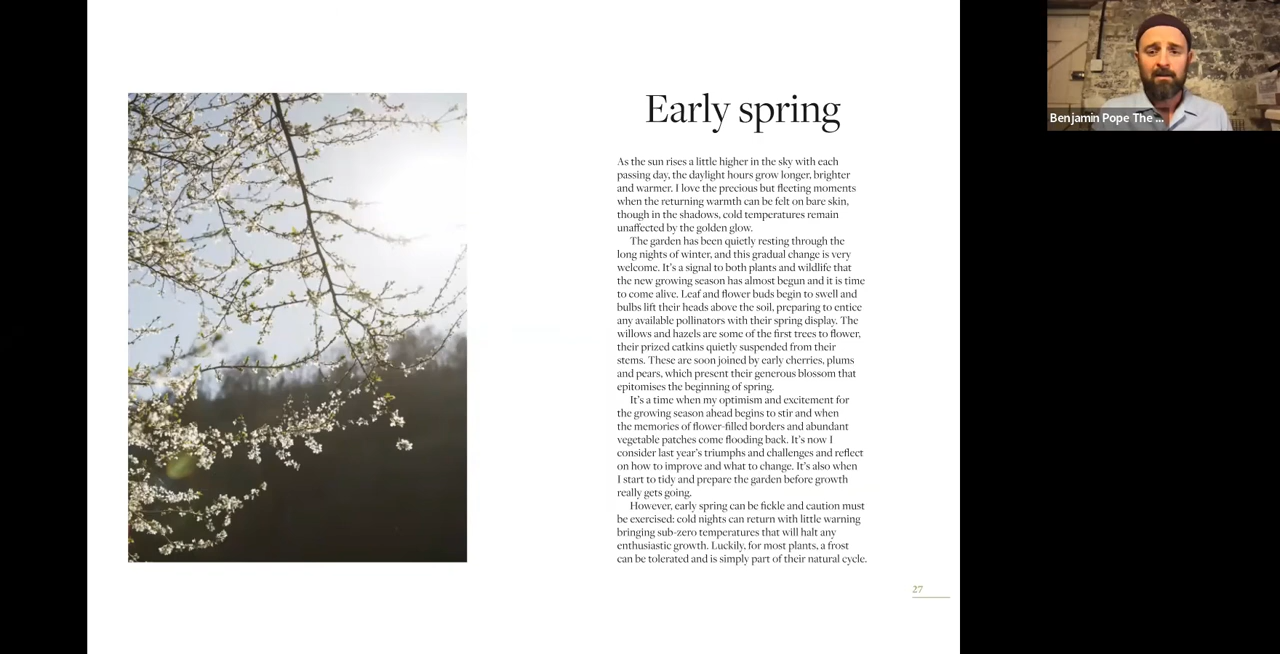 Early spring
As the sun rises a little higher in the sky with each
passing day, the daylight hours grow longer, brighter
and warmer. I love the precious but fleeting moments
when the returning warmth can be felt on bare skin,
though in the shadows, cold temperatures remain
unaffected by the golden glow.
The garden has been quietly resting through the
long nights of winter, and this gradual change is very
welcome. It's a signal to both plants and wildlife that
the new growing season has almost begun and it is time
to come alive. Leaf and flower buds begin to swell and
bulbs lift their heads above the soil, preparing to entice
any available pollinators with their spring display. The
willows and hazels are some of the first trees to flower,
their prized catkins quietly suspended from their
stems. These are soon joined by early cherries, plums
and pears, which present their generous blossom that
epitomises the beginning of spring.
It's a time when my optimism and excitement for
the growing season ahead begins to stir and when
the memories of flower-filled borders and abundant
vegetable patches come flooding back. It's now I
consider last year's triumphs and challenges and reflect
on how to improve and what to change. It's also when
I start to tidy and prepare the garden before growth
really gets going.
However, early spring can be fickle and caution must
be exercised: cold nights can return with little warning
bringing sub-zero temperatures that will halt any
enthusiastic growth. Luckily, for most plants, a frost
can be tolerated and is simply part of their natural cycle.
27
Benjamin Pope The ...